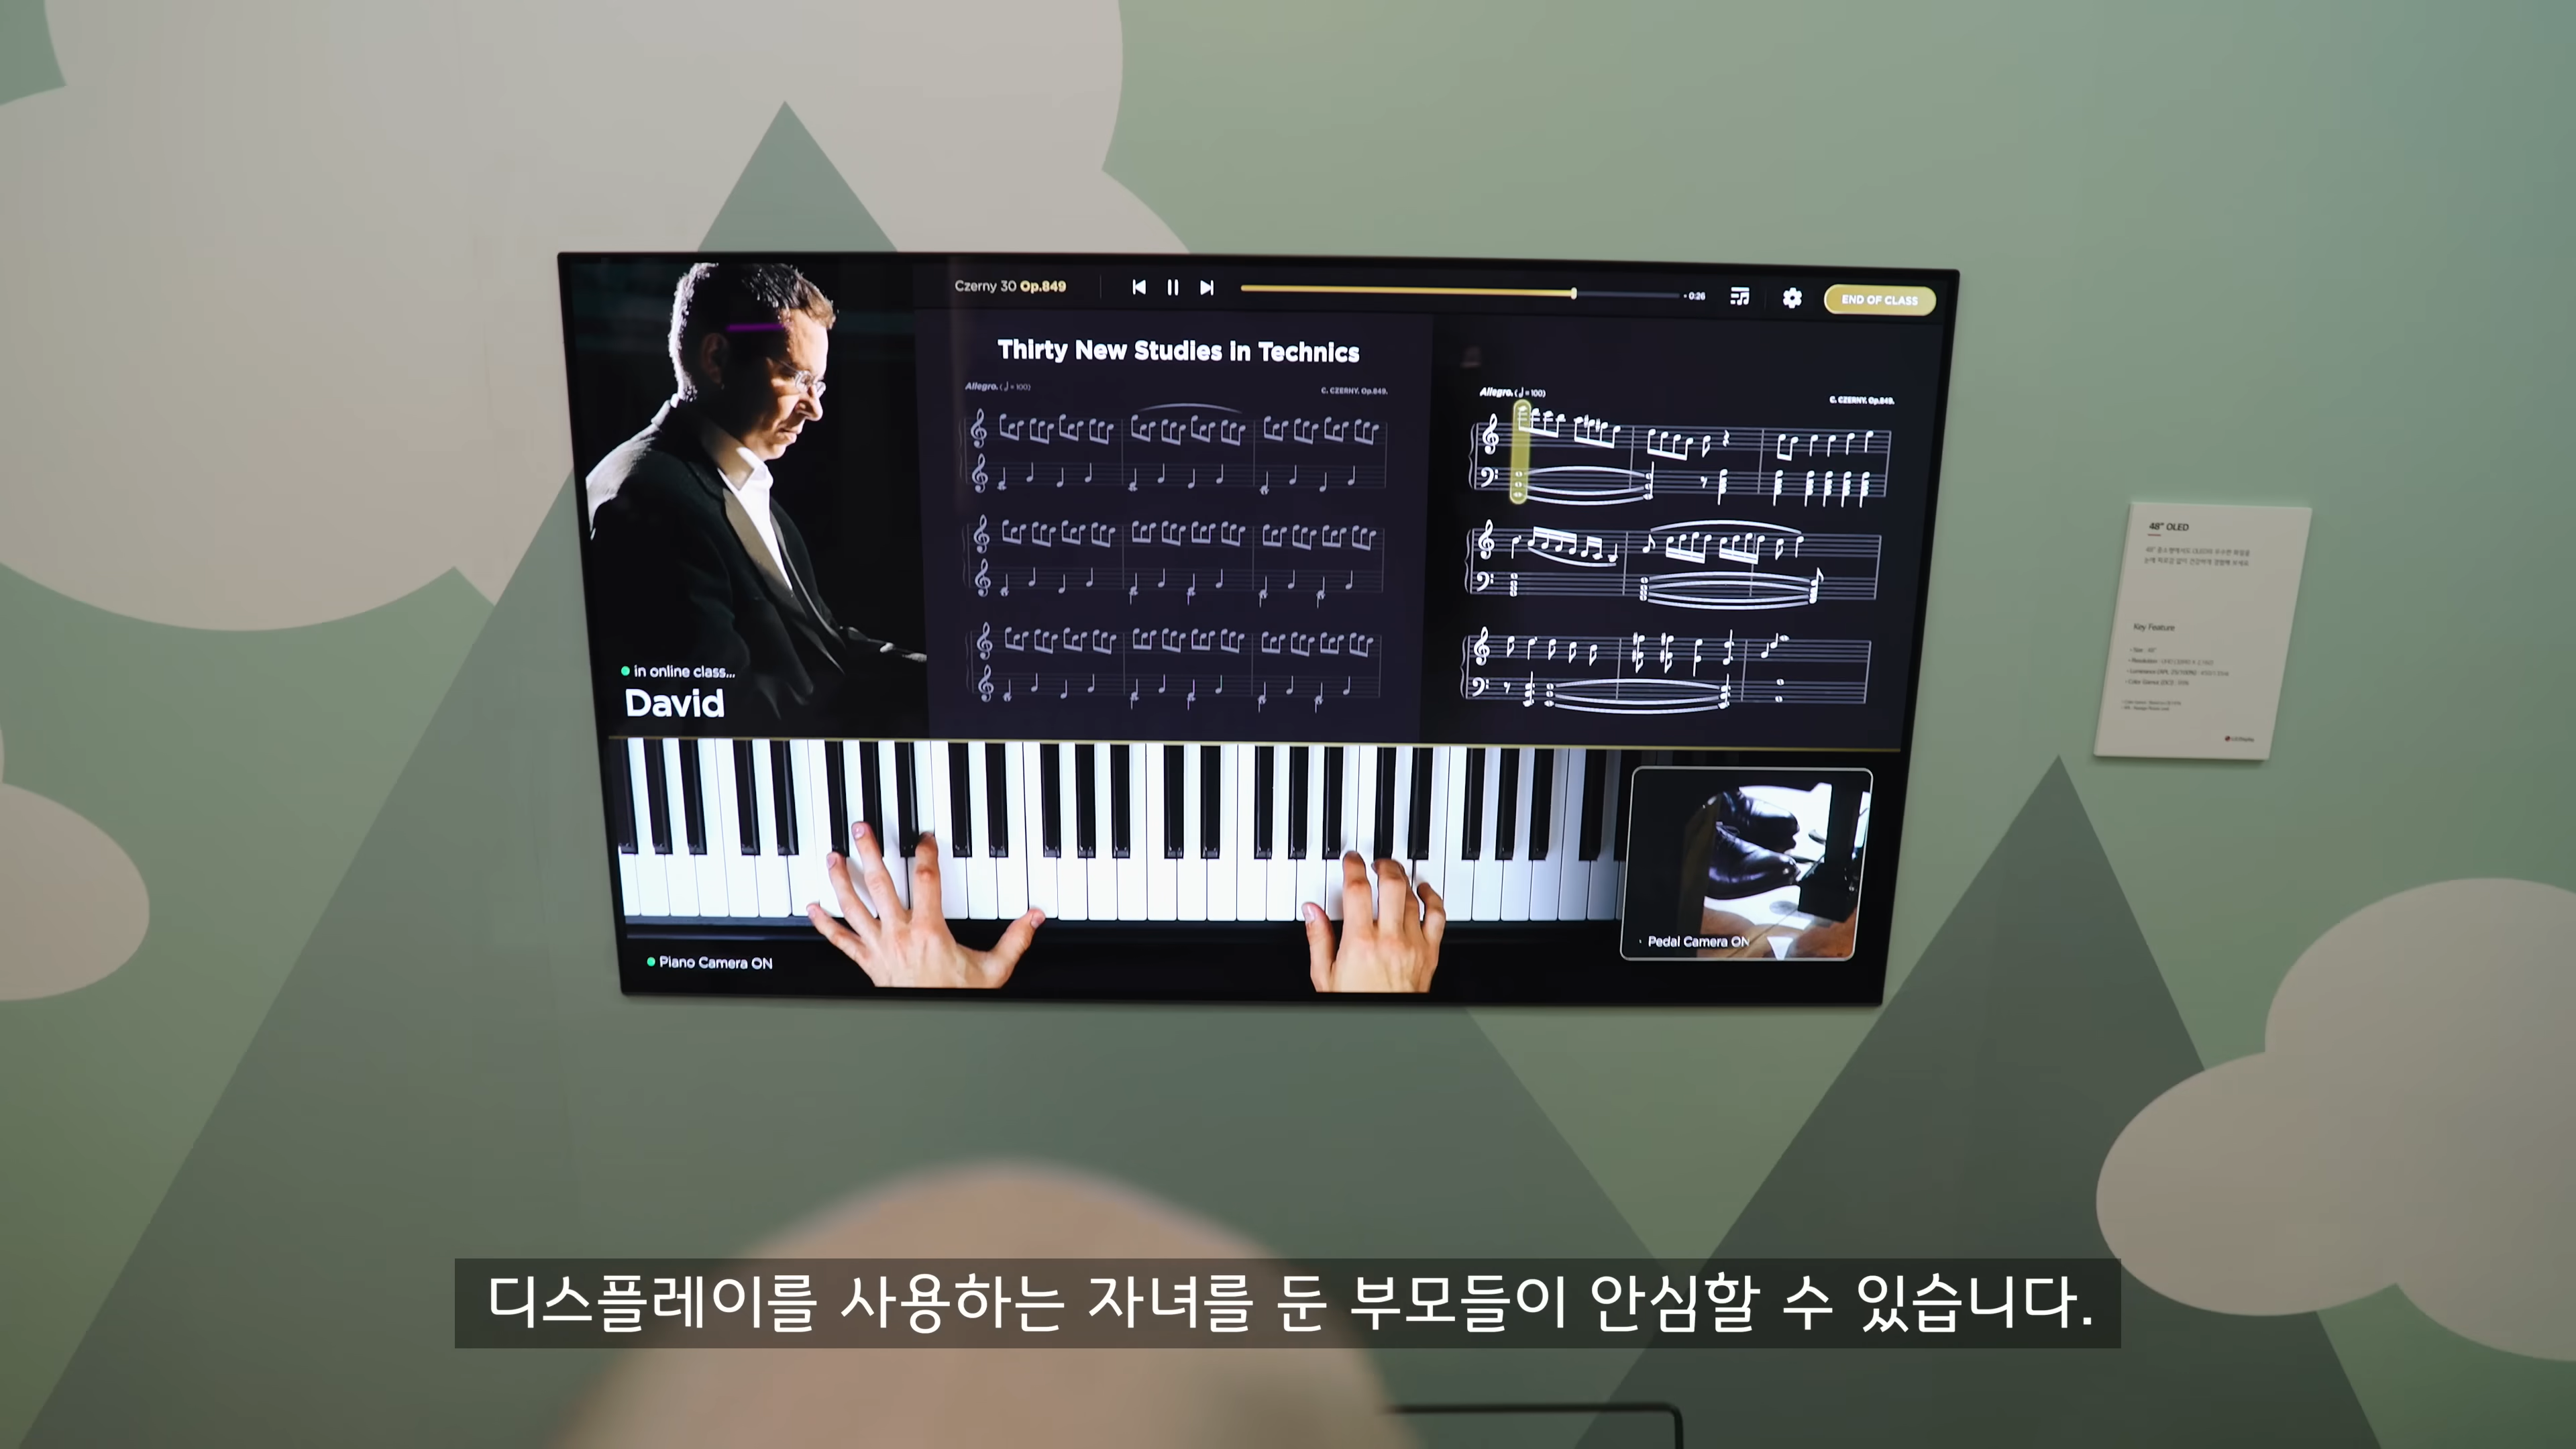 Czerny 30 Op.849
- 0:26
END OF CLASS
Thirty New Studies in Technics
Allegro. (♩ = 100)
C. CZERNY. Op.849.
Allegro. (♩ = 100)
C. CZERNY. Op.849.
in online class...
David
Piano Camera ON
Pedal Camera ON
48" OLED
Key Feature
디스플레이를 사용하는 자녀를 둔 부모들이 안심할 수 있습니다.